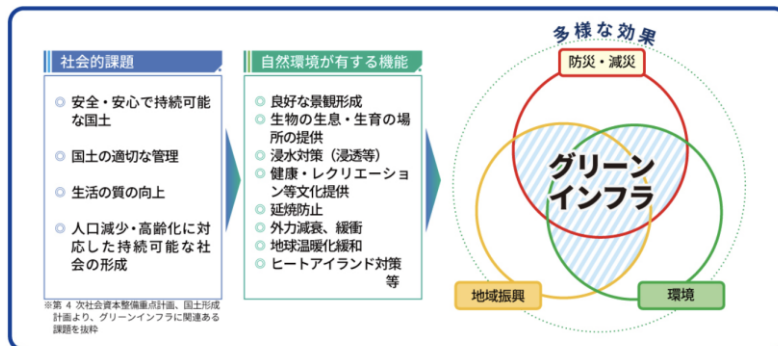 社会的課題
◎ 安全・安心で持続可能
な国土
◎ 国土の適切な管理
◎ 生活の質の向上
◎ 人口減少・高齢化に対
応した持続可能な社
会の形成
※第 4 次社会資本整備重点計画、国土形成
計画より、グリーンインフラに関連ある
課題を抜粋
自然環境が有する機能
◎ 良好な景観形成
◎ 生物の生息・生育の場
所の提供
◎ 浸水対策（浸透等）
◎ 健康・レクリエーショ
ン等文化提供
◎ 延焼防止
◎ 外力減衰、緩衝
◎ 地球温暖化緩和
◎ ヒートアイランド対策
等
多様な効果
防災・減災
グリーン
インフラ
地域振興
環境